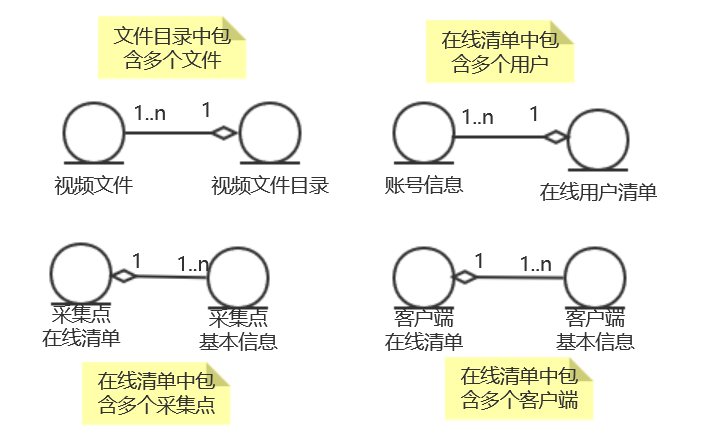 文件目录中包
含多个文件
在线清单中包
含多个用户
1..n
1
1..n
1
视频文件
视频文件目录
账号信息
在线用户清单
1
1..n
1
1..n
采集点
在线清单
采集点
基本信息
客户端
在线清单
客户端
基本信息
在线清单中包
含多个采集点
在线清单中包
含多个客户端